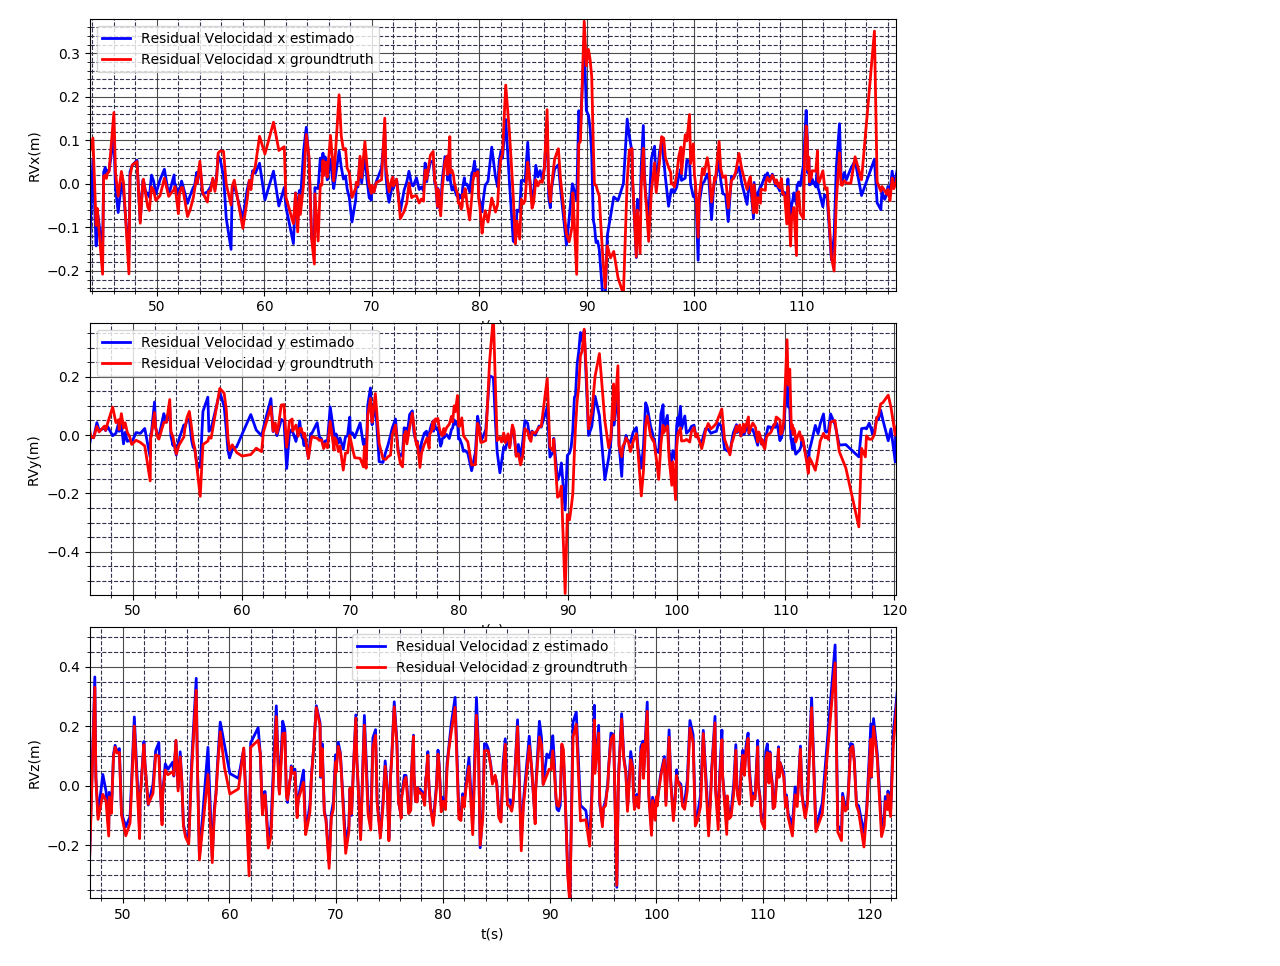 Residual Velocidad x estimado
Residual Velocidad x groundtruth
0.3
0.2
0.1
0.0
−0.1
−0.2
RVx(m)
50 60 70 80 90 100 110
Residual Velocidad y estimado
Residual Velocidad y groundtruth
0.2
0.0
−0.2
−0.4
RVy(m)
50 60 70 80 90 100 110 120
Residual Velocidad z estimado
Residual Velocidad z groundtruth
0.4
0.2
0.0
−0.2
RVz(m)
50 60 70 80 90 100 110 120
t(s)